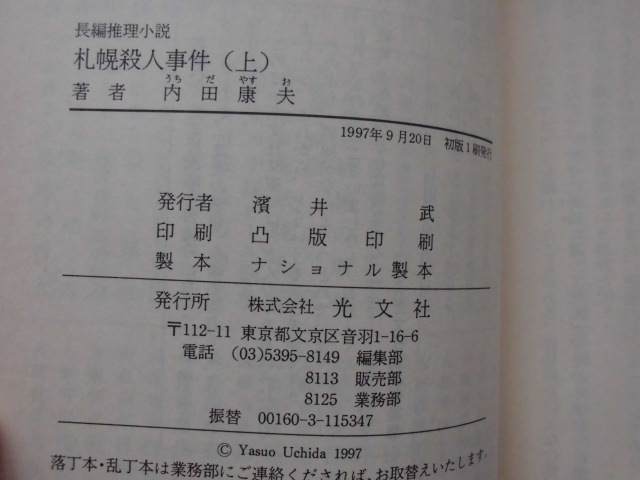 長編推理小説
札幌殺人事件（上）
うち だ やす お
著者 内田康夫
1997年9月20日 初版1刷発行
発行者 濱井 武
印刷 凸版印刷
製本 ナショナル製本
発行所 株式会社 光文社
〒112-11 東京都文京区音羽1-16-6
電話 (03)5395-8149 編集部
8113 販売部
8125 業務部
振替 00160-3-115347
© Yasuo Uchida 1997
落丁本・乱丁本は業務部にご連絡くだされば、お取替えいたします。